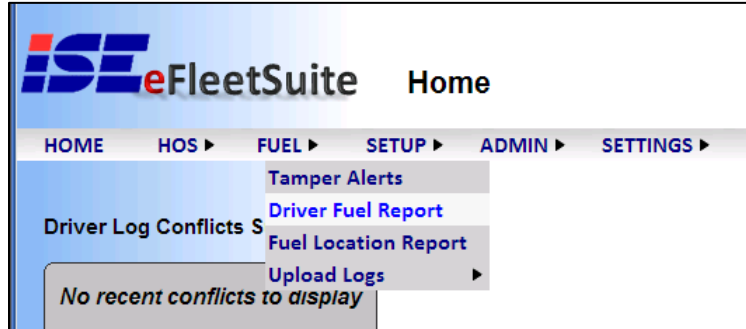 ISE eFleetSuite Home
HOME HOS FUEL SETUP ADMIN SETTINGS
Tamper Alerts
Driver Fuel Report
Driver Log Conflicts S
Fuel Location Report
Upload Logs
No recent conflicts to display